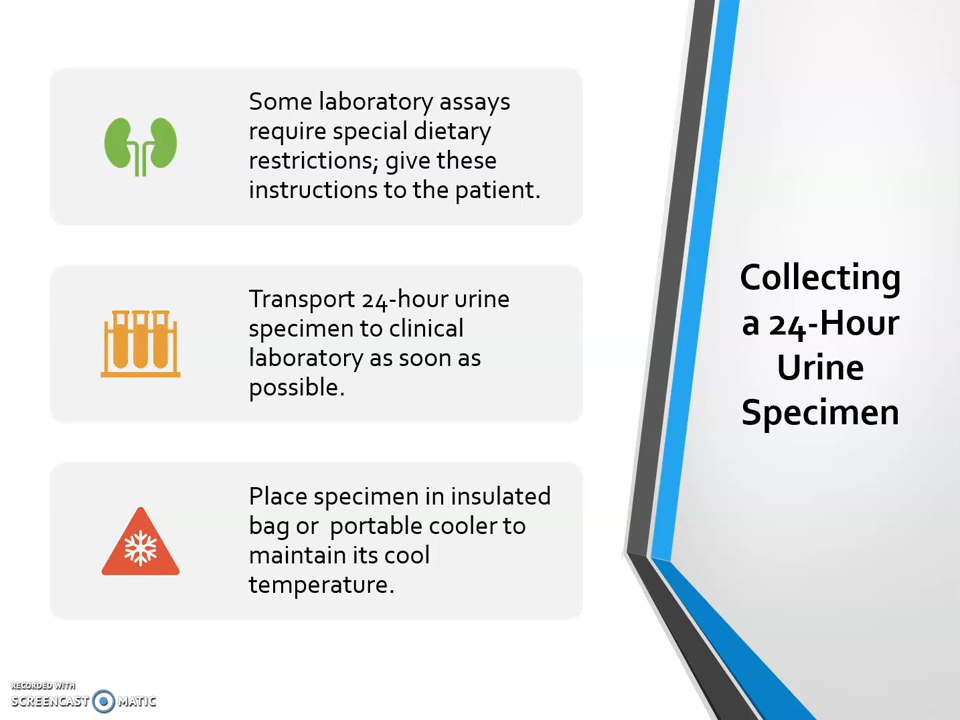 Some laboratory assays
require special dietary
restrictions; give these
instructions to the patient.
Transport 24-hour urine
specimen to clinical
laboratory as soon as
possible.
Place specimen in insulated
bag or  portable cooler to
maintain its cool
temperature.
Collecting
a 24-Hour
Urine
Specimen
RECORDED WITH
SCREENCAST MATIC